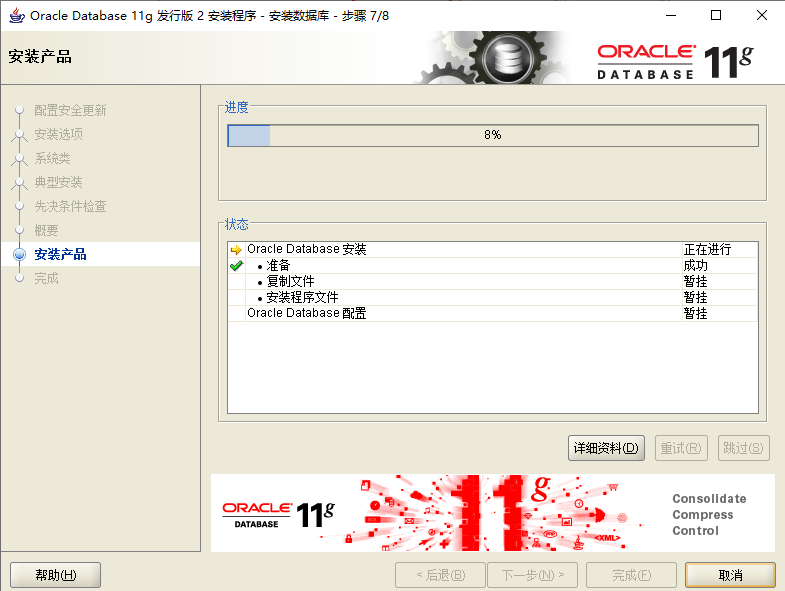 Oracle Database 11g 发行版 2 安装程序 - 安装数据库 - 步骤 7/8
安装产品
ORACLE
DATABASE 11g
配置安全更新
安装选项
系统类
典型安装
先决条件检查
概要
安装产品
完成
进度
8%
状态
Oracle Database 安装 正在进行
• 准备 成功
• 复制文件 暂挂
• 安装程序文件 暂挂
Oracle Database 配置 暂挂
详细资料(D) 重试(R) 跳过(S)
ORACLE
DATABASE 11g
11g
<XML>
Consolidate
Compress
Control
帮助(H) < 后退(B) 下一步(N) > 完成(F) 取消